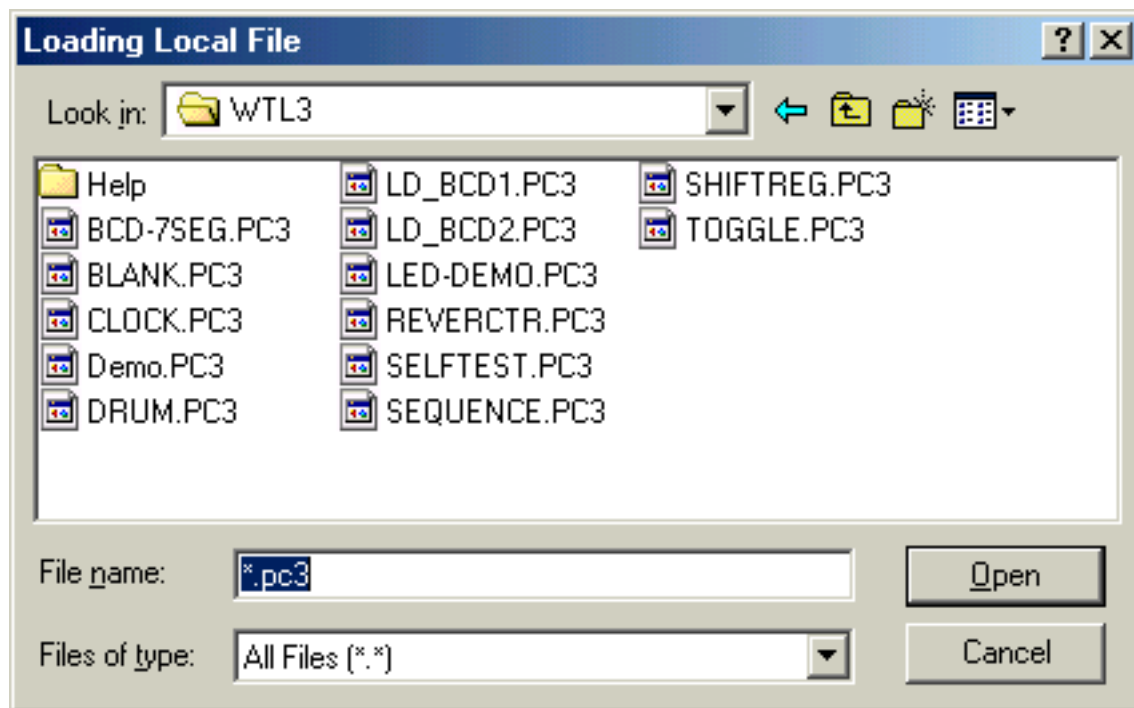 Loading Local File
Look in: WTL3
Help
BCD-7SEG.PC3
BLANK.PC3
CLOCK.PC3
Demo.PC3
DRUM.PC3
LD_BCD1.PC3
LD_BCD2.PC3
LED-DEMO.PC3
REVERCTR.PC3
SELFTEST.PC3
SEQUENCE.PC3
SHIFTREG.PC3
TOGGLE.PC3
File name: *.pc3
Open
Files of type: All Files (*.*)
Cancel